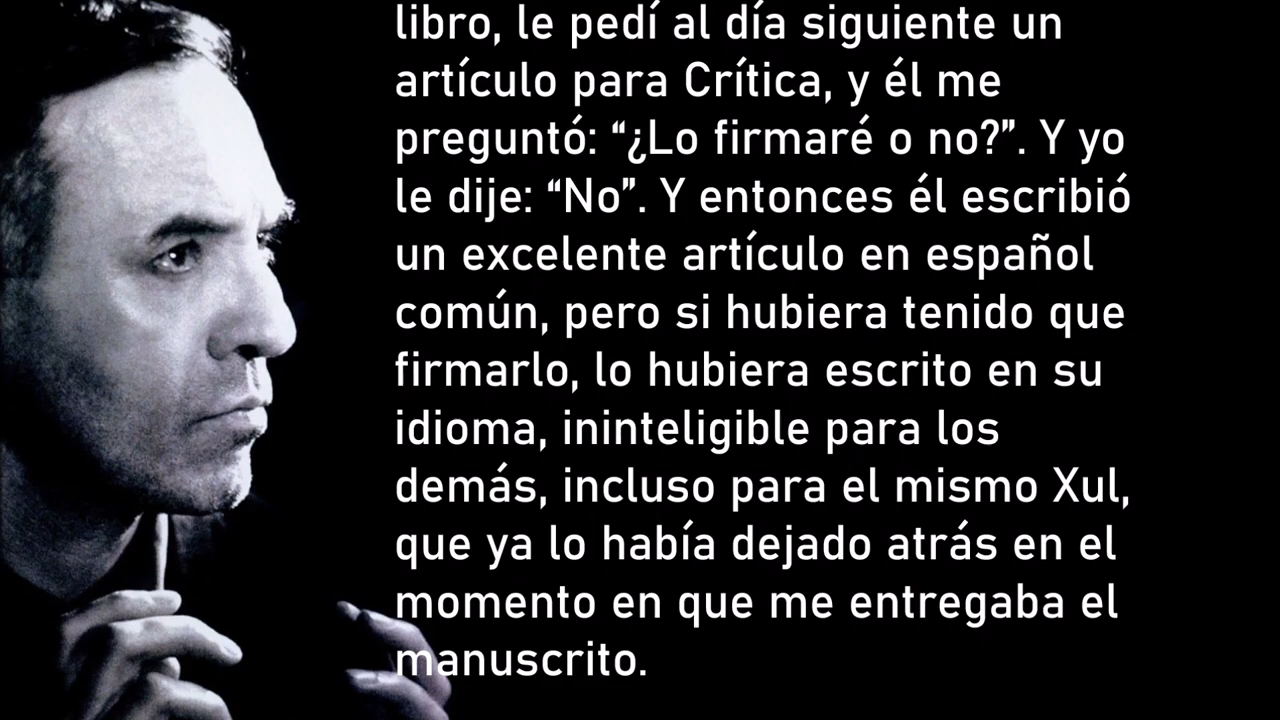 libro, le pedí al día siguiente un
artículo para Crítica, y él me
preguntó: “¿Lo firmaré o no?”. Y yo
le dije: “No”. Y entonces él escribió
un excelente artículo en español
común, pero si hubiera tenido que
firmarlo, lo hubiera escrito en su
idioma, ininteligible para los
demás, incluso para el mismo Xul,
que ya lo había dejado atrás en el
momento en que me entregaba el
manuscrito.